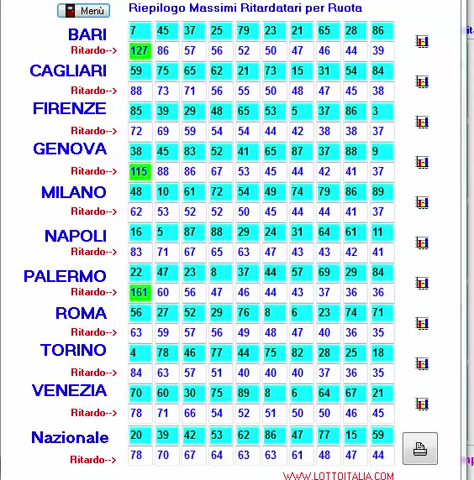 Menù
Riepilogo Massimi Ritardatari per Ruota
BARI 7 45 37 25 79 23 21 65 28 86
Ritardo--> 127 86 57 56 52 50 47 46 44 39
CAGLIARI 59 75 65 62 21 73 15 31 54 84
Ritardo--> 88 73 71 56 55 50 48 47 45 38
FIRENZE 85 39 29 48 65 53 5 37 86 3
Ritardo--> 72 69 59 54 54 44 42 38 38 37
GENOVA 38 45 83 52 41 65 87 37 88 9
Ritardo--> 115 88 86 67 53 45 44 42 41 37
MILANO 48 10 61 72 54 49 74 79 86 89
Ritardo--> 62 53 52 52 50 45 44 44 41 37
NAPOLI 16 5 87 88 29 24 31 64 61 11
Ritardo--> 83 71 67 65 63 47 43 43 42 41
PALERMO 22 47 23 8 37 44 57 69 29 84
Ritardo--> 161 60 56 47 46 44 43 37 36 36
ROMA 56 27 52 29 76 8 6 23 74 71
Ritardo--> 63 59 57 56 49 48 47 40 36 35
TORINO 4 78 46 77 44 75 82 28 25 18
Ritardo--> 84 63 57 51 40 40 40 37 36 35
VENEZIA 70 60 30 75 89 8 6 64 67 21
Ritardo--> 78 71 66 54 52 51 50 50 46 45
Nazionale 20 39 42 53 62 86 47 77 15 59
Ritardo--> 78 70 67 64 63 63 61 48 47 44
WWW.LOTTOITALIA.COM